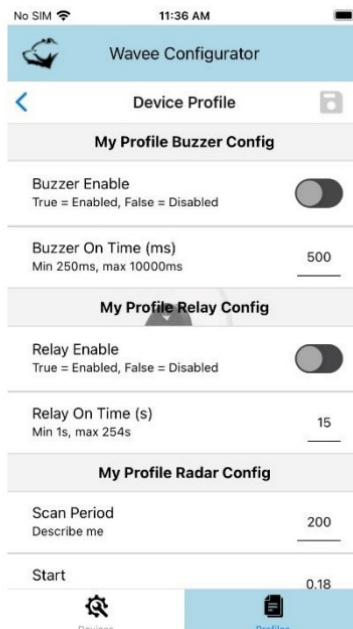 No SIM 11:36 AM
Wavee Configurator
Device Profile
My Profile Buzzer Config
Buzzer Enable
True = Enabled, False = Disabled
Buzzer On Time (ms)
500
Min 250ms, max 10000ms
My Profile Relay Config
Relay Enable
True = Enabled, False = Disabled
Relay On Time (s)
15
Min 1s, max 254s
My Profile Radar Config
Scan Period
200
Describe me
Start
0.18
Devices Profiles